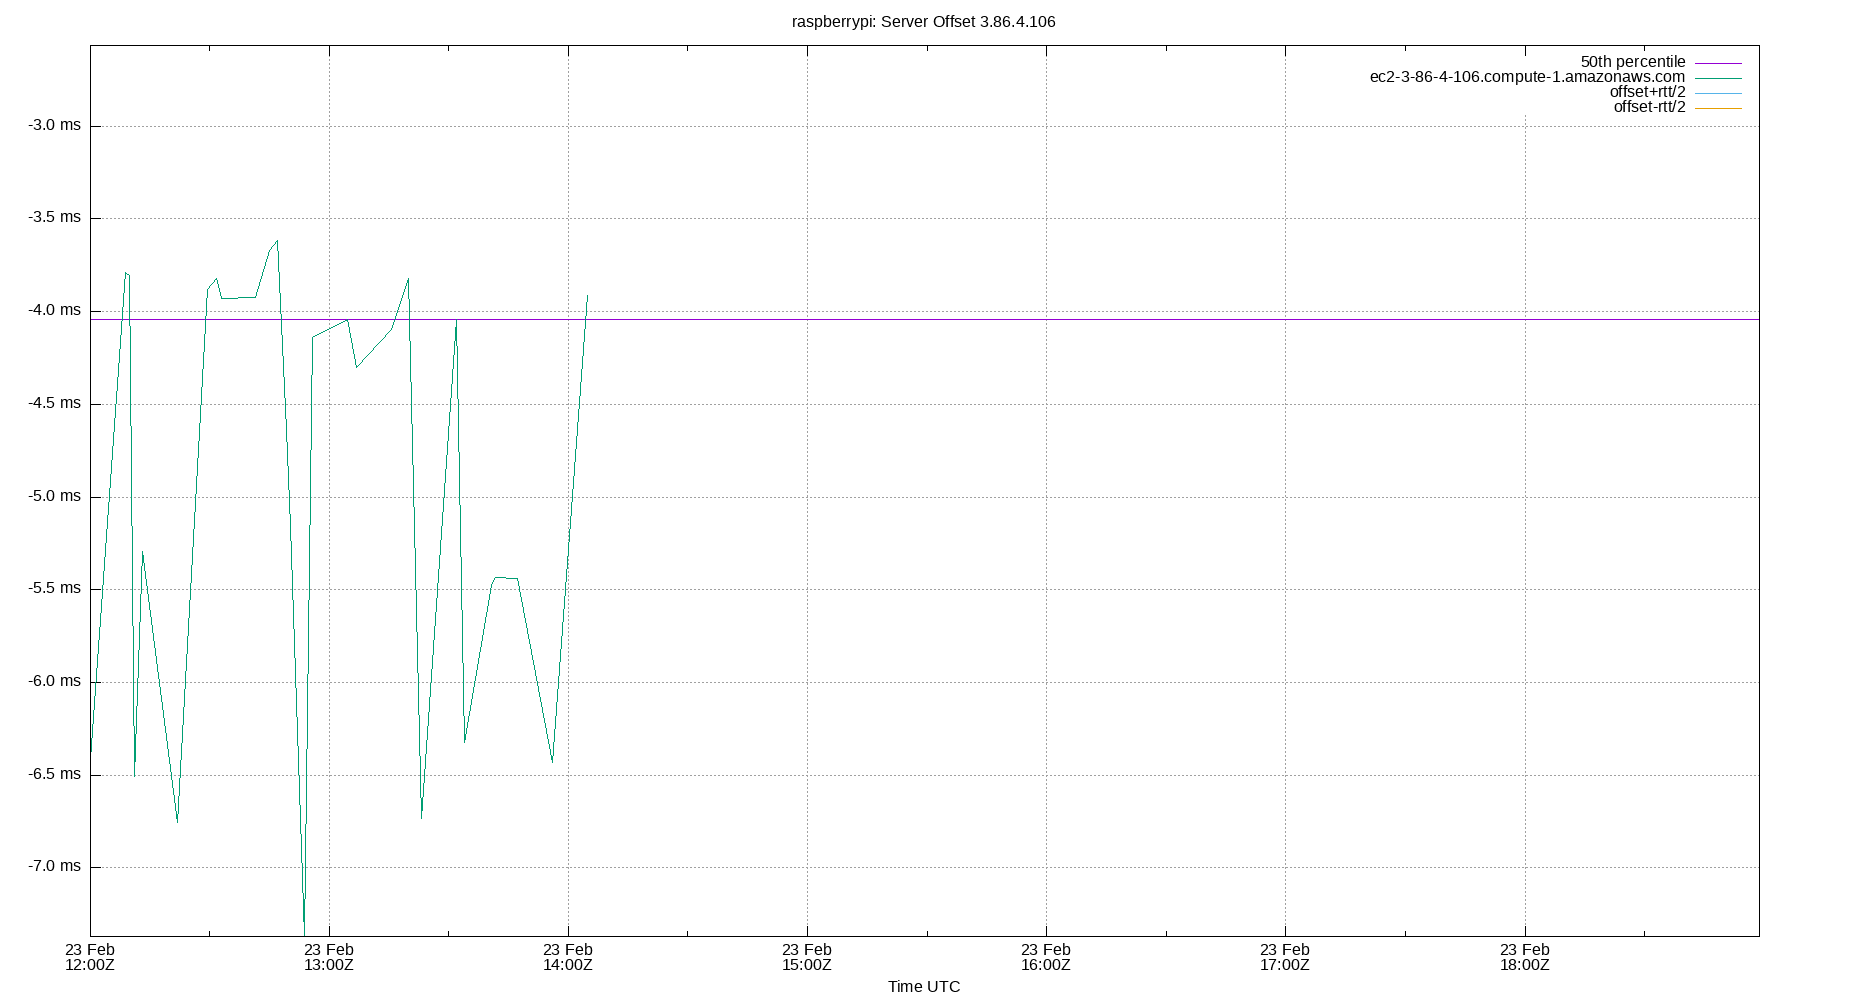 raspberrypi: Server Offset 3.86.4.106
50th percentile
ec2-3-86-4-106.compute-1.amazonaws.com
offset+rtt/2
offset-rtt/2
-3.0 ms
-3.5 ms
-4.0 ms
-4.5 ms
-5.0 ms
-5.5 ms
-6.0 ms
-6.5 ms
-7.0 ms
23 Feb 23 Feb 23 Feb 23 Feb 23 Feb 23 Feb 23 Feb
12:00Z 13:00Z 14:00Z 15:00Z 16:00Z 17:00Z 18:00Z
Time UTC